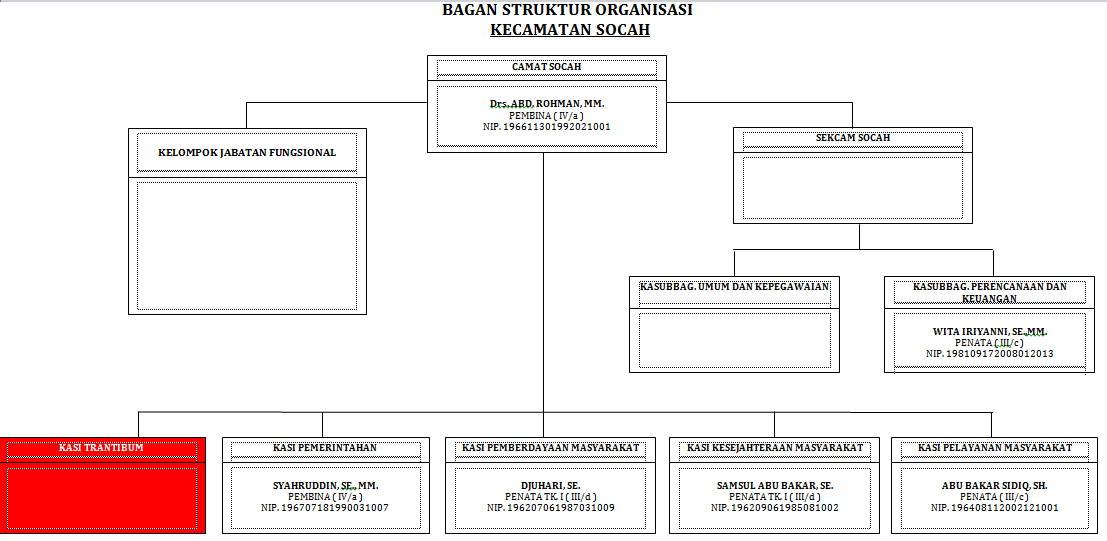 BAGAN STRUKTUR ORGANISASI
KECAMATAN SOCAH
CAMAT SOCAH
Drs. ABD. ROHMAN, MM.
PEMBINA ( IV/a )
NIP. 196611301992021001
KELOMPOK JABATAN FUNGSIONAL
SEKCAM SOCAH
KASUBBAG. UMUM DAN KEPEGAWAIAN
KASUBBAG. PERENCANAAN DAN
KEUANGAN
WITA IRIYANNI, SE.,MM.
PENATA ( III/c )
NIP. 198109172008012013
KASI TRANTIBUM
KASI PEMERINTAHAN
SYAHRUDDIN, SE., MM.
PEMBINA ( IV/a )
NIP. 196707181990031007
KASI PEMBERDAYAAN MASYARAKAT
DJUHARI, SE.
PENATA TK. I ( III/d )
NIP. 196207061987031009
KASI KESEJAHTERAAN MASYARAKAT
SAMSUL ABU BAKAR, SE.
PENATA TK. I ( III/d )
NIP. 196209061985081002
KASI PELAYANAN MASYARAKAT
ABU BAKAR SIDIQ, SH.
PENATA ( III/c)
NIP. 196408112002121001